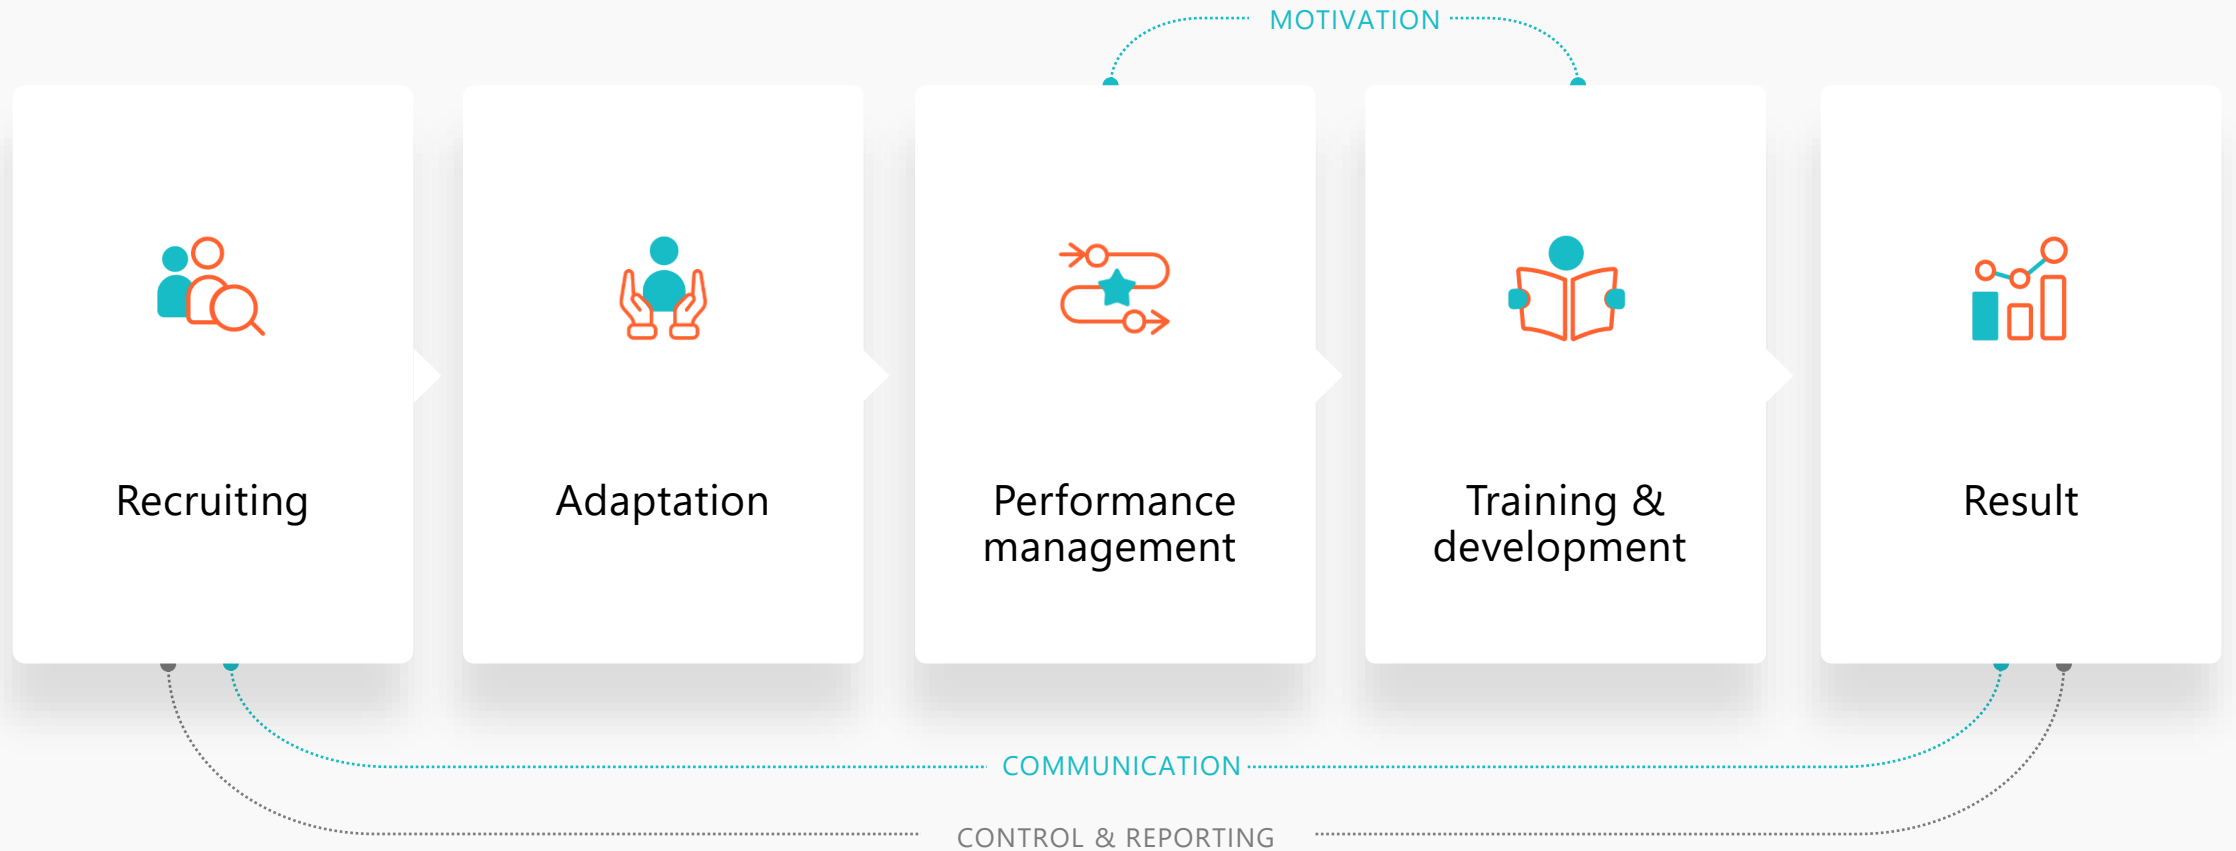 MOTIVATION
Recruiting
Adaptation
Performance
management
Training &
development
Result
COMMUNICATION
CONTROL & REPORTING